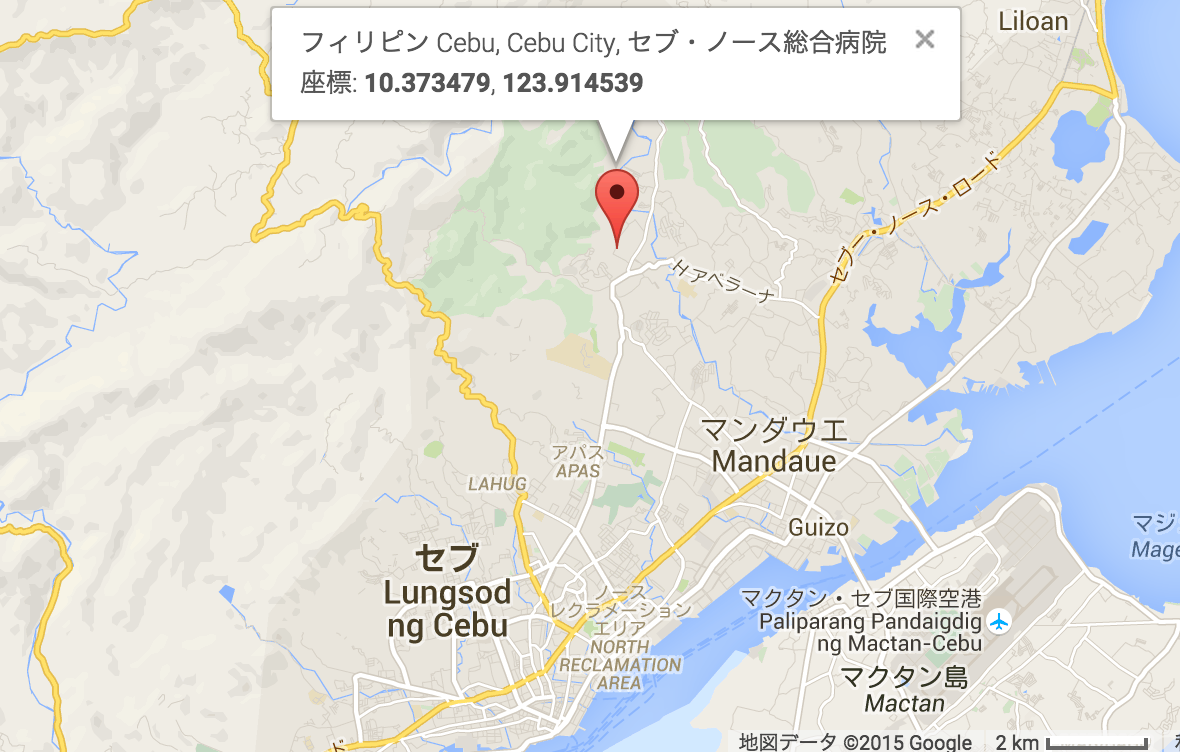 フィリピン Cebu, Cebu City, セブ・ノース総合病院
座標: 10.373479, 123.914539
Liloan
セブー・ノース・ロード
H アベラーナ
マンダウエ
Mandaue
アパス
APAS
LAHUG
Guizo
マジ
Mage
セブ
Lungsod
ng Cebu
ノース
レクラメーション
エリア
NORTH
RECLAMATION
AREA
マクタン・セブ国際空港
Paliparang Pandaigdig
ng Mactan-Cebu
マクタン島
Mactan
ド
地図データ ©2015 Google
2 km